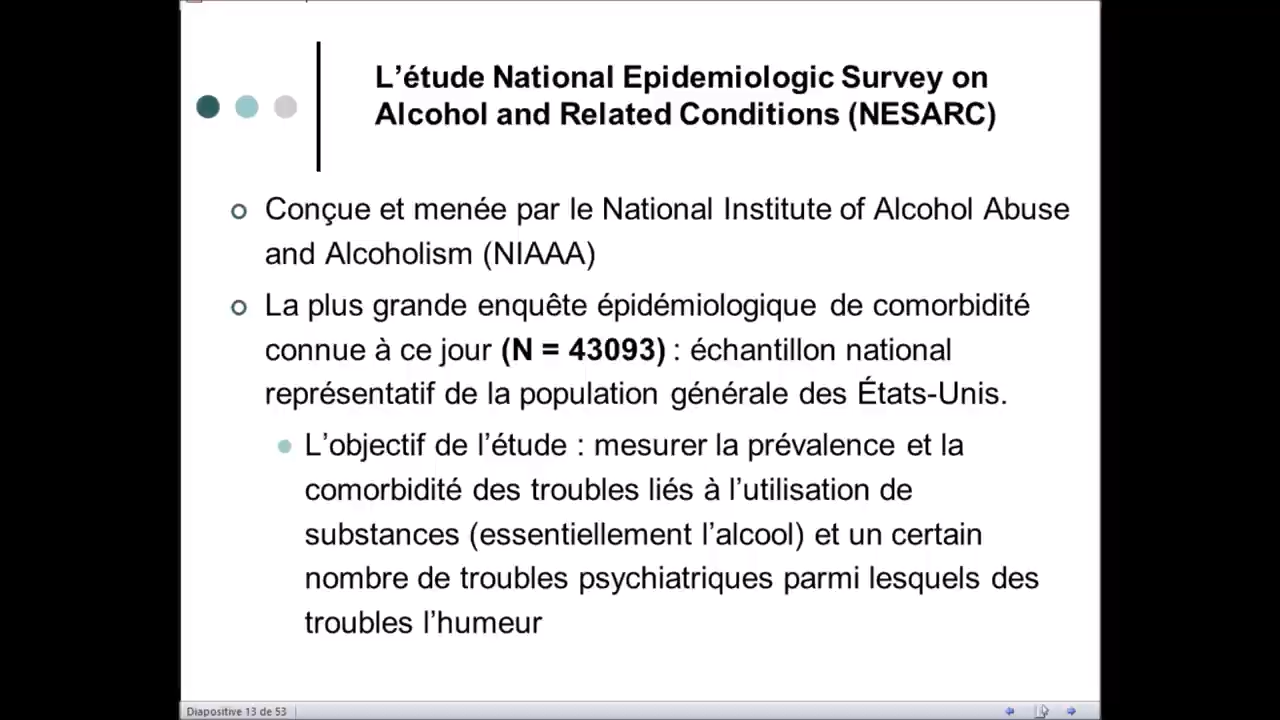 L’étude National Epidemiologic Survey on
Alcohol and Related Conditions (NESARC)
Conçue et menée par le National Institute of Alcohol Abuse
and Alcoholism (NIAAA)
La plus grande enquête épidémiologique de comorbidité
connue à ce jour (N = 43093) : échantillon national
représentatif de la population générale des États-Unis.
L’objectif de l’étude : mesurer la prévalence et la
comorbidité des troubles liés à l’utilisation de
substances (essentiellement l’alcool) et un certain
nombre de troubles psychiatriques parmi lesquels des
troubles l’humeur
Diapositive 13 de 53